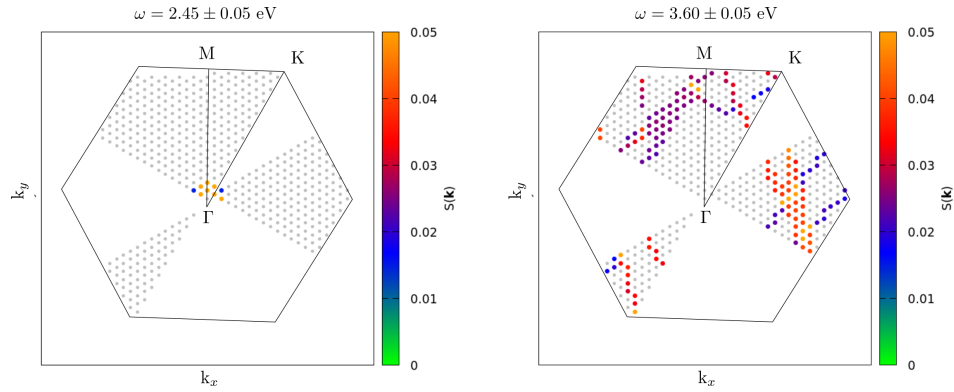 ω = 2.45 ± 0.05 eV
M
K
Γ
k_y
k_x
0.05
0.04
0.03
0.02
0.01
0
S(k)
ω = 3.60 ± 0.05 eV
M
K
Γ
k_y
k_x
0.05
0.04
0.03
0.02
0.01
0
S(k)